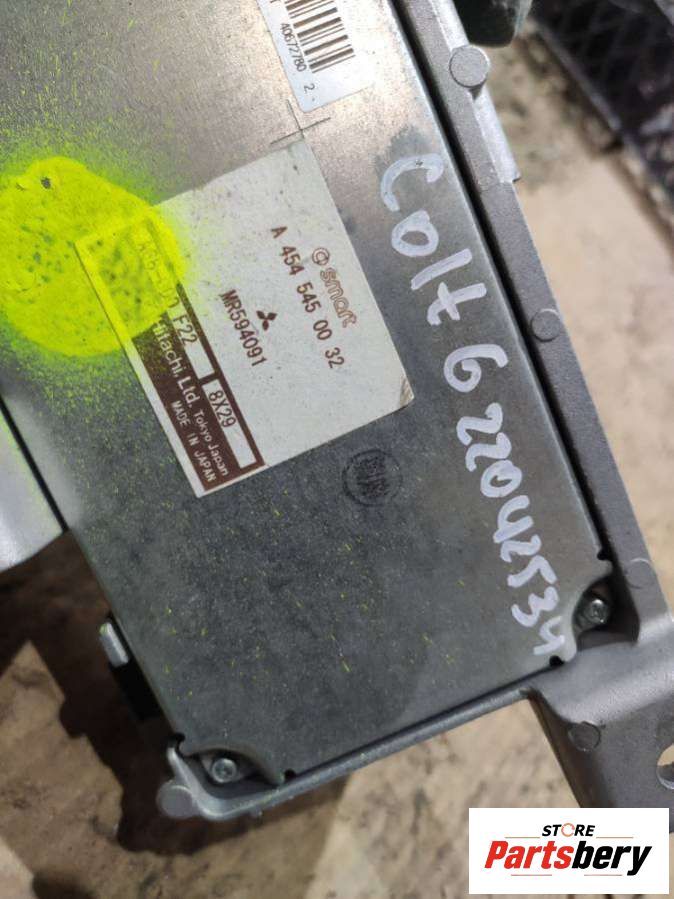 40672780 2
smart
A 454 545 00 32
MR594091
F22
8X29
Hitachi, Ltd. Tokyo Japan
MADE IN JAPAN
Colt 6 22042534
STORE
Partsbery